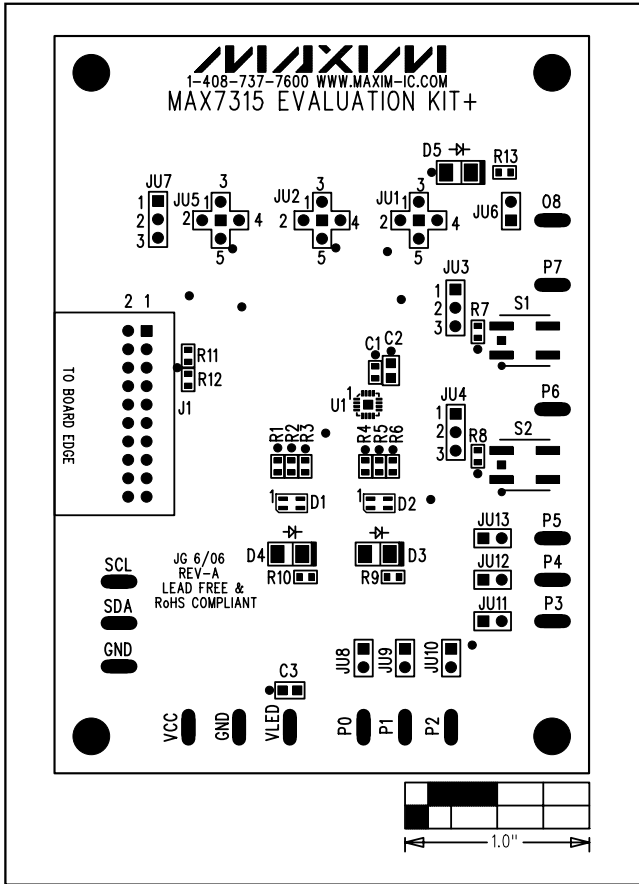 MAXIM
1-408-737-7600 WWW.MAXIM-IC.COM
MAX7315 EVALUATION KIT+
D5
R13
JU7
1
2
3
JU5
3
1
2
4
5
JU2
3
1
2
4
5
JU1
3
1
2
4
5
JU6
O8
P7
JU3
1
2
3
R7
S1
2 1
TO BOARD EDGE
J1
R11
R12
C1
C2
U1
1
P6
JU4
1
2
3
R8
S2
R1
R2
R3
R4
R5
R6
1
D1
1
D2
D4
D3
R10
R9
JU13
P5
JU12
P4
JU11
P3
SCL
SDA
GND
JG 6/06
REV-A
LEAD FREE &
RoHS COMPLIANT
JU8
JU9
JU10
C3
VCC
GND
VLED
P0
P1
P2
1.0"